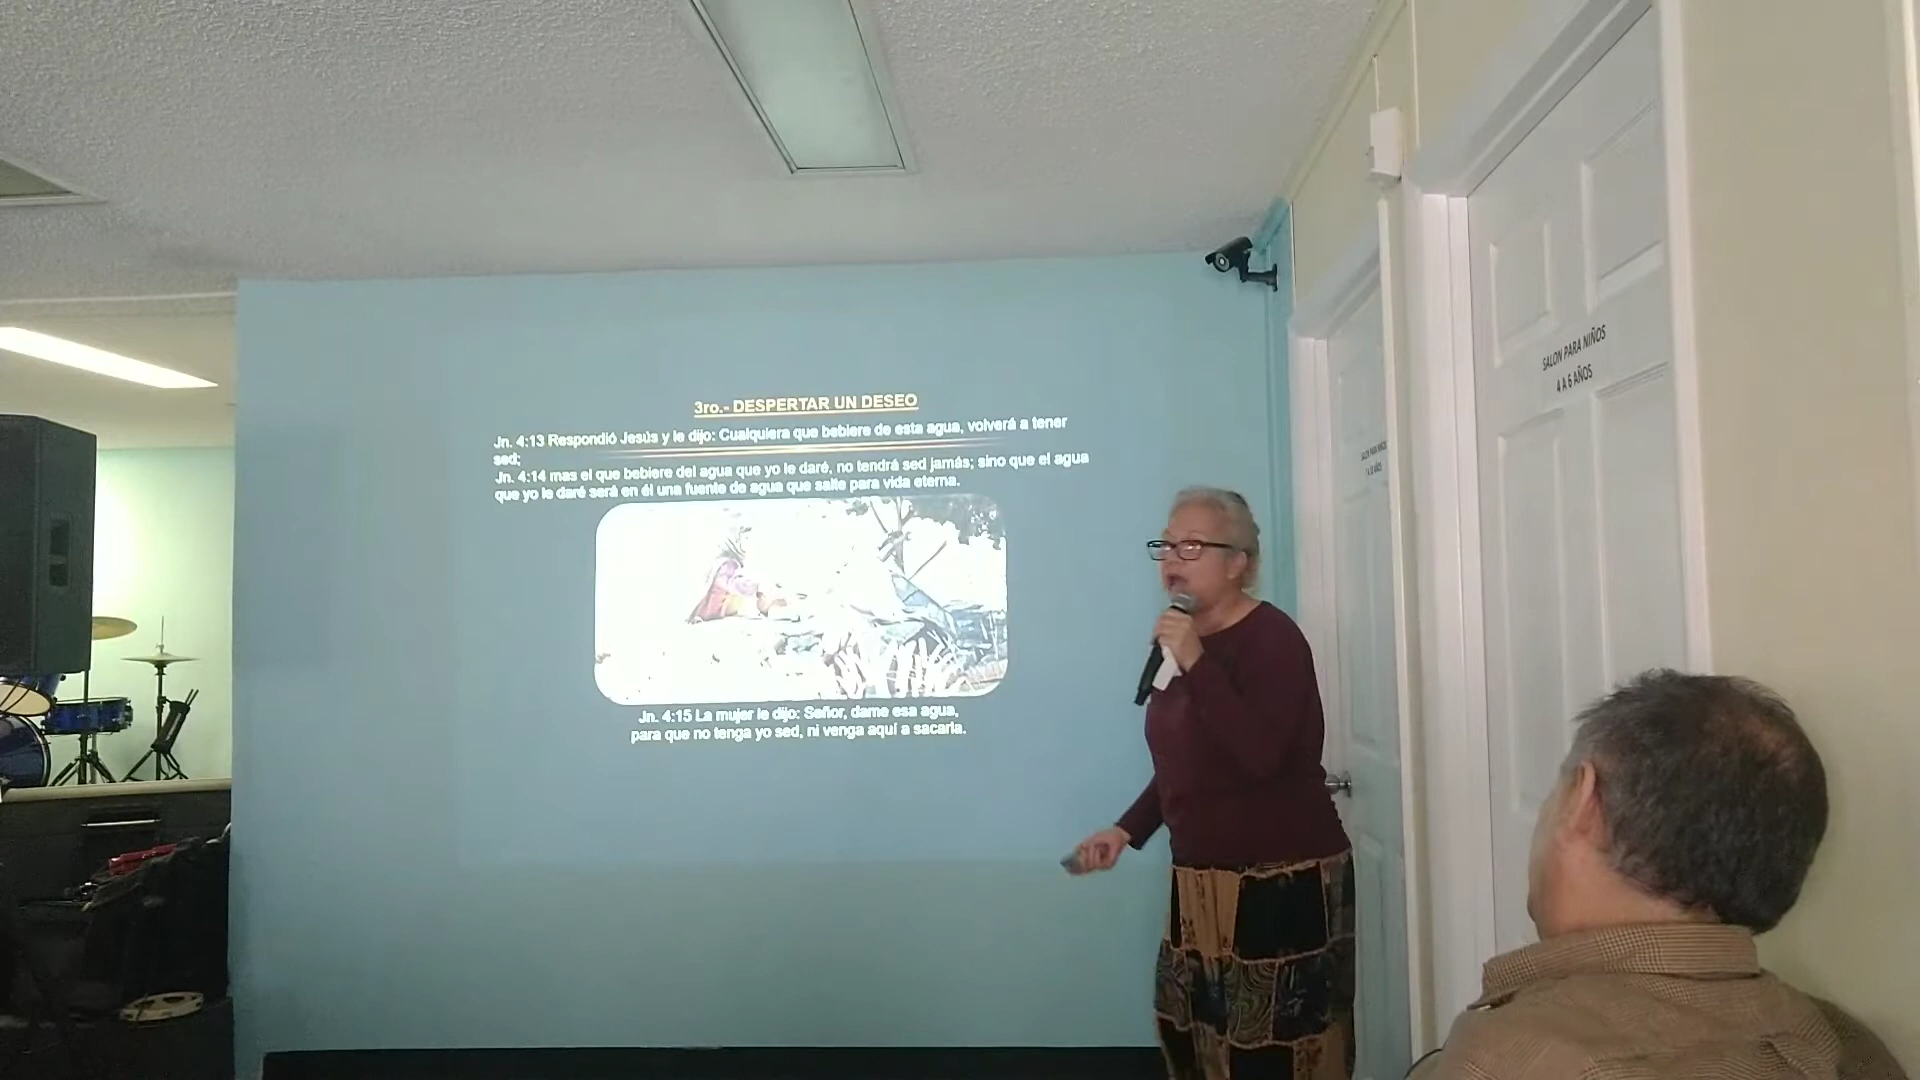 3ro.- DESPERTAR UN DESEO
Jn. 4:13 Respondió Jesús y le dijo: Cualquiera que bebiere de esta agua, volverá a tener
sed;
Jn. 4:14 mas el que bebiere del agua que yo le daré, no tendrá sed jamás; sino que el agua
que yo le daré será en él una fuente de agua que salte para vida eterna.
Jn. 4:15 La mujer le dijo: Señor, dame esa agua,
para que no tenga yo sed, ni venga aquí a sacarla.
SALON PARA NIÑOS
4 A 6 AÑOS
SALON PARA NIÑOS
AÑOS